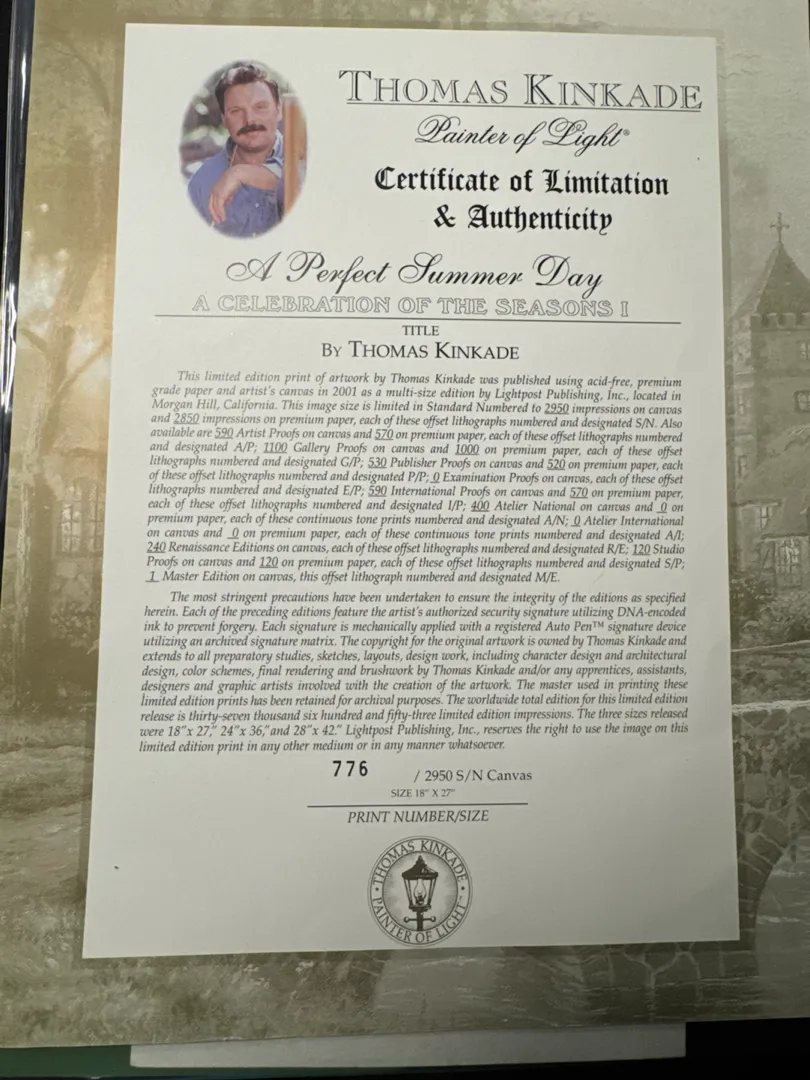 THOMAS KINKADE
Painter of Light®
Certificate of Limitation
& Authenticity
A Perfect Summer Day
A CELEBRATION OF THE SEASONS I
TITLE
BY THOMAS KINKADE
This limited edition print of artwork by Thomas Kinkade was published using acid-free, premium
grade paper and artist's canvas in 2001 as a multi-size edition by Lightpost Publishing, Inc., located in
Morgan Hill, California. This image size is limited in Standard Numbered to 2950 impressions on canvas
and 2850 impressions on premium paper, each of these offset lithographs numbered and designated S/N. Also
available are 590 Artist Proofs on canvas and 570 on premium paper, each of these offset lithographs numbered
and designated A/P; 1100 Gallery Proofs on canvas and 1000 on premium paper, each of these offset
lithographs numbered and designated G/P; 530 Publisher Proofs on canvas and 520 on premium paper, each
of these offset lithographs numbered and designated P/P; 0 Examination Proofs on canvas, each of these offset
lithographs numbered and designated E/P; 590 International Proofs on canvas and 570 on premium paper,
each of these offset lithographs numbered and designated I/P; 400 Atelier National on canvas and 0 on
premium paper, each of these continuous tone prints numbered and designated A/N; 0 Atelier International
on canvas and 0 on premium paper, each of these continuous tone prints numbered and designated A/I;
240 Renaissance Editions on canvas, each of these offset lithographs numbered and designated R/E; 120 Studio
Proofs on canvas and 120 on premium paper, each of these offset lithographs numbered and designated S/P;
1 Master Edition on canvas, this offset lithograph numbered and designated M/E.
The most stringent precautions have been undertaken to ensure the integrity of the editions as specified
herein. Each of the preceding editions feature the artist's authorized security signature utilizing DNA-encoded
ink to prevent forgery. Each signature is mechanically applied with a registered Auto Pen™ signature device
utilizing an archived signature matrix. The copyright for the original artwork is owned by Thomas Kinkade and
extends to all preparatory studies, sketches, layouts, design work, including character design and architectural
design, color schemes, final rendering and brushwork by Thomas Kinkade and/or any apprentices, assistants,
designers and graphic artists involved with the creation of the artwork. The master used in printing these
limited edition prints has been retained for archival purposes. The worldwide total edition for this limited edition
release is thirty-seven thousand six hundred and fifty-three limited edition impressions. The three sizes released
were 18"x 27," 24"x 36,"and 28"x 42." Lightpost Publishing, Inc., reserves the right to use the image on this
limited edition print in any other medium or in any manner whatsoever.
776 / 2950 S/N Canvas
SIZE 18" X 27"
PRINT NUMBER/SIZE
THOMAS KINKADE
PAINTER OF LIGHT™